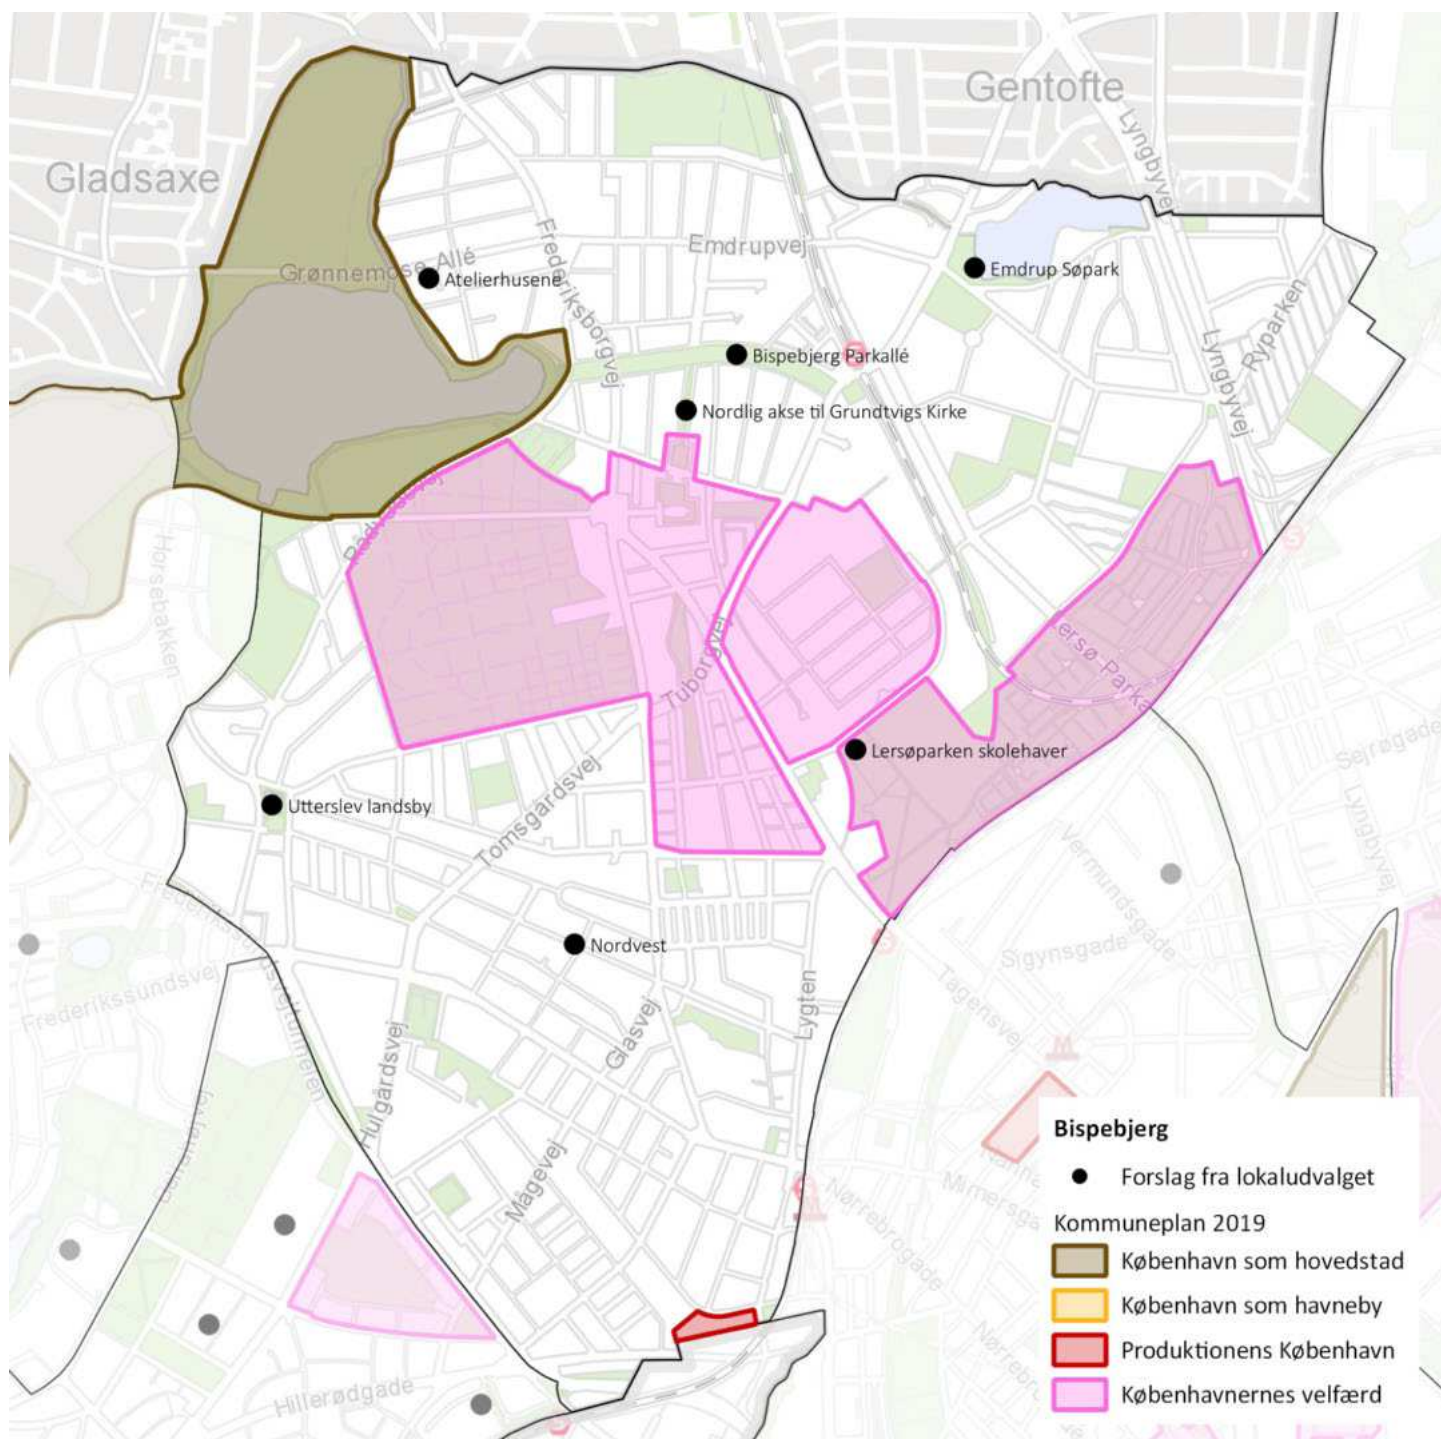 Gentofte
Gladsaxe
Lyngbyvej
Frederiksborgvej
Emdrupvej
Grønnemose Allé
Atelierhusene
Emdrup Søpark
Ryparken
Lyngbyvej
Bispebjerg Parkallé
Nordlig akse til Grundtvigs Kirke
Horsebakken
Tuborgvej
Lersø Parka
Lersøparken skolehaver
Sejrøgade
Lyngbyvej
Utterslev landsby
Tomsgårdsvej
Vermundsgade
Nordvest
Sigynsgade
Frederikssundsvej
Tagensvej
Lygten
Glasvej
Hulgårdsvej
Mågevej
Nørrebrogade
Mimersga
Hillerødgade
Bispebjerg
Forslag fra lokaludvalget
Kommuneplan 2019
København som hovedstad
København som havneby
Produktionens København
Københavnernes velfærd